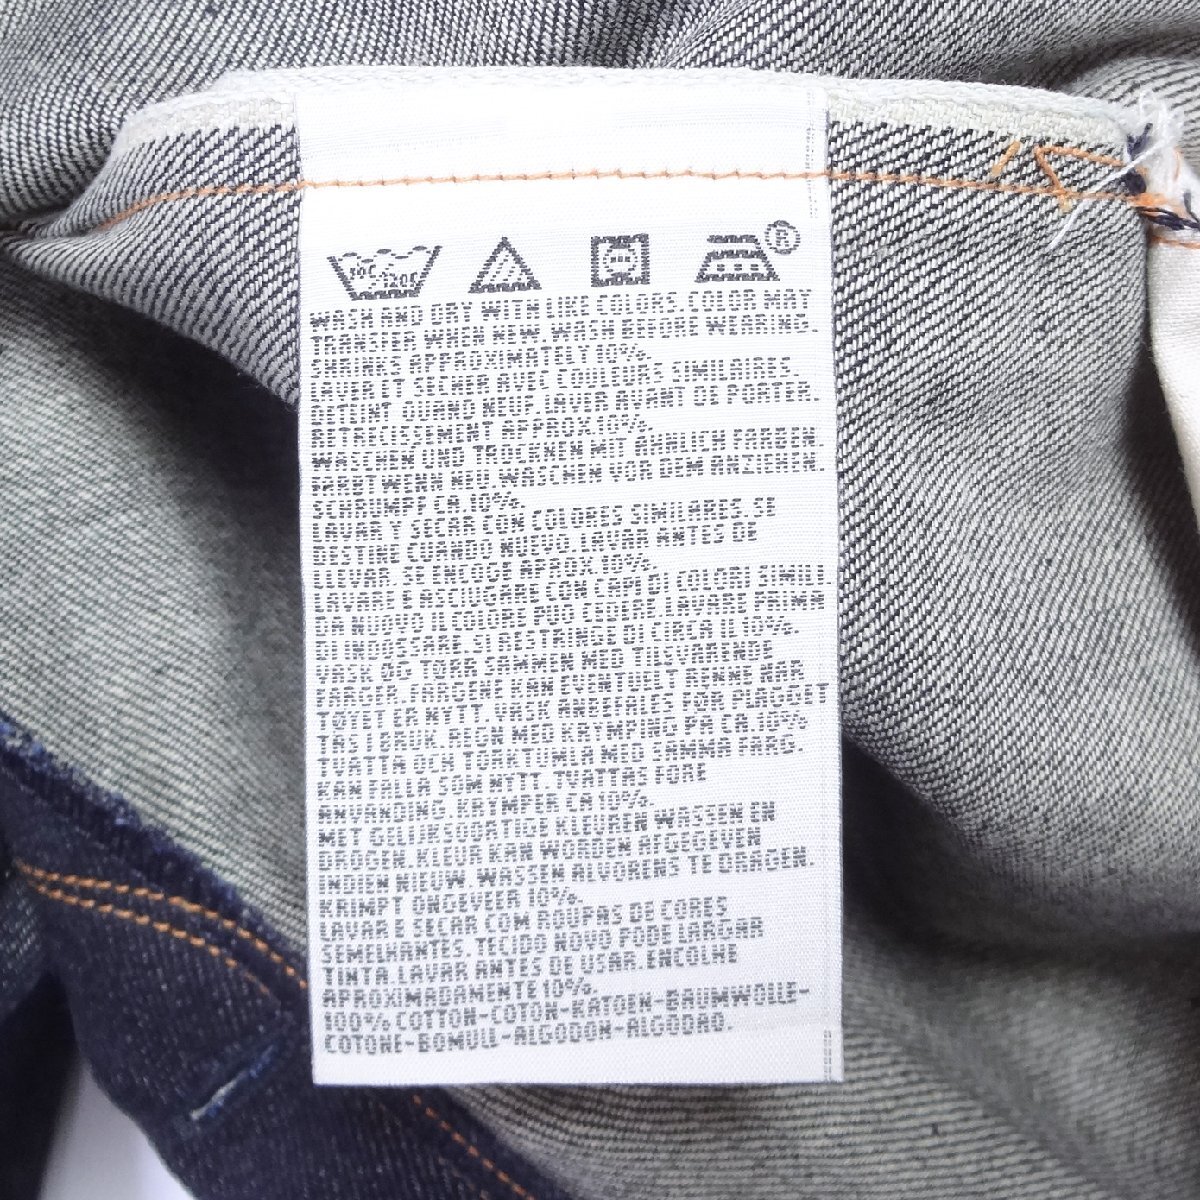 ®
WASH AND DRY WITH LIKE COLORS.COLOR MAY
TRANSFER WHEN NEW. WASH BEFORE WEARING.
SHRINKS APPROXIMATELY 10%
LAVER ET SECHER AVEC COULEURS SIMILAIRES
DETEINT QUAND NEUF.LAVER AVANT DE PORTER.
RETRECISSEMENT APPROX 10%
WASCHEN UND TROCKNEN MIT AHNLICH FARBEN.
FARBT WENN NEU. WASCHEN VOR DEM ANZIEHEN.
SCHRUMPF CA.10%
LAVAR Y SECAR CON COLORES SIMILARES. SE
DESTINE CUANDO NUEVO. LAVAR ANTES DE
LLEVAR. SE ENCOGE APROX 10%
LAVARE E ASCIUGARE CON CAPI DI COLORI SIMILI.
DA NUOVO IL COLORE PUO CEDERE LAVARE PRIMA
DI INDOSSARE. SI RESTRINGE DI CIRCA IL 10%.
VASK OG TORR SAMMEN MED TILSVARENDE
FARGER. FARGENE KAN EVENTUELT RENNE NAR
TOYET ER NYTT. VASK ANBEFALES FOR PLAGGET
TAS I BRUK. REGN MED KRYMPING PA CA. 10%
TVATTA OCH TORKTUMLA MED SAMMA FARG.
KAN FALLA SOM NYTT. TVATTAS FORE
ANVANDING. KRYMPER CA 10%.
MET GELIJKSOORTIGE KLEUREN WASSEN EN
DROGEN. KLEUR KAN WORDEN AFGEGEVEN
INDIEN NIEUW. WASSEN ALVORENS TE DRAGEN.
KRIMPT ONGEVEER 10%.
LAVAR E SECAR COM ROUPAS DE CORES
SEMELHANTES. TECIDO NOVO PODE LARGAR
TINTA.LAVAR ANTES DE USAR.ENCOLHE
APROXIMADAMENTE 10%.
100% COTTON-COTON-KATOEN-BAUMWOLLE-
COTONE-BOMULL-ALGODON-ALGODAO.